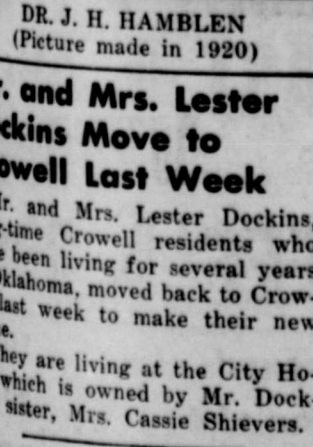 DR. J. H. HAMBLEN
(Picture made in 1920)
. and Mrs. Lester
ckins Move to
owell Last Week
r. and Mrs. Lester Dockins,
-time Crowell residents who
e been living for several years
Oklahoma, moved back to Crow-
last week to make their new
e.
hey are living at the City Ho-
which is owned by Mr. Dock-
sister, Mrs. Cassie Shievers.